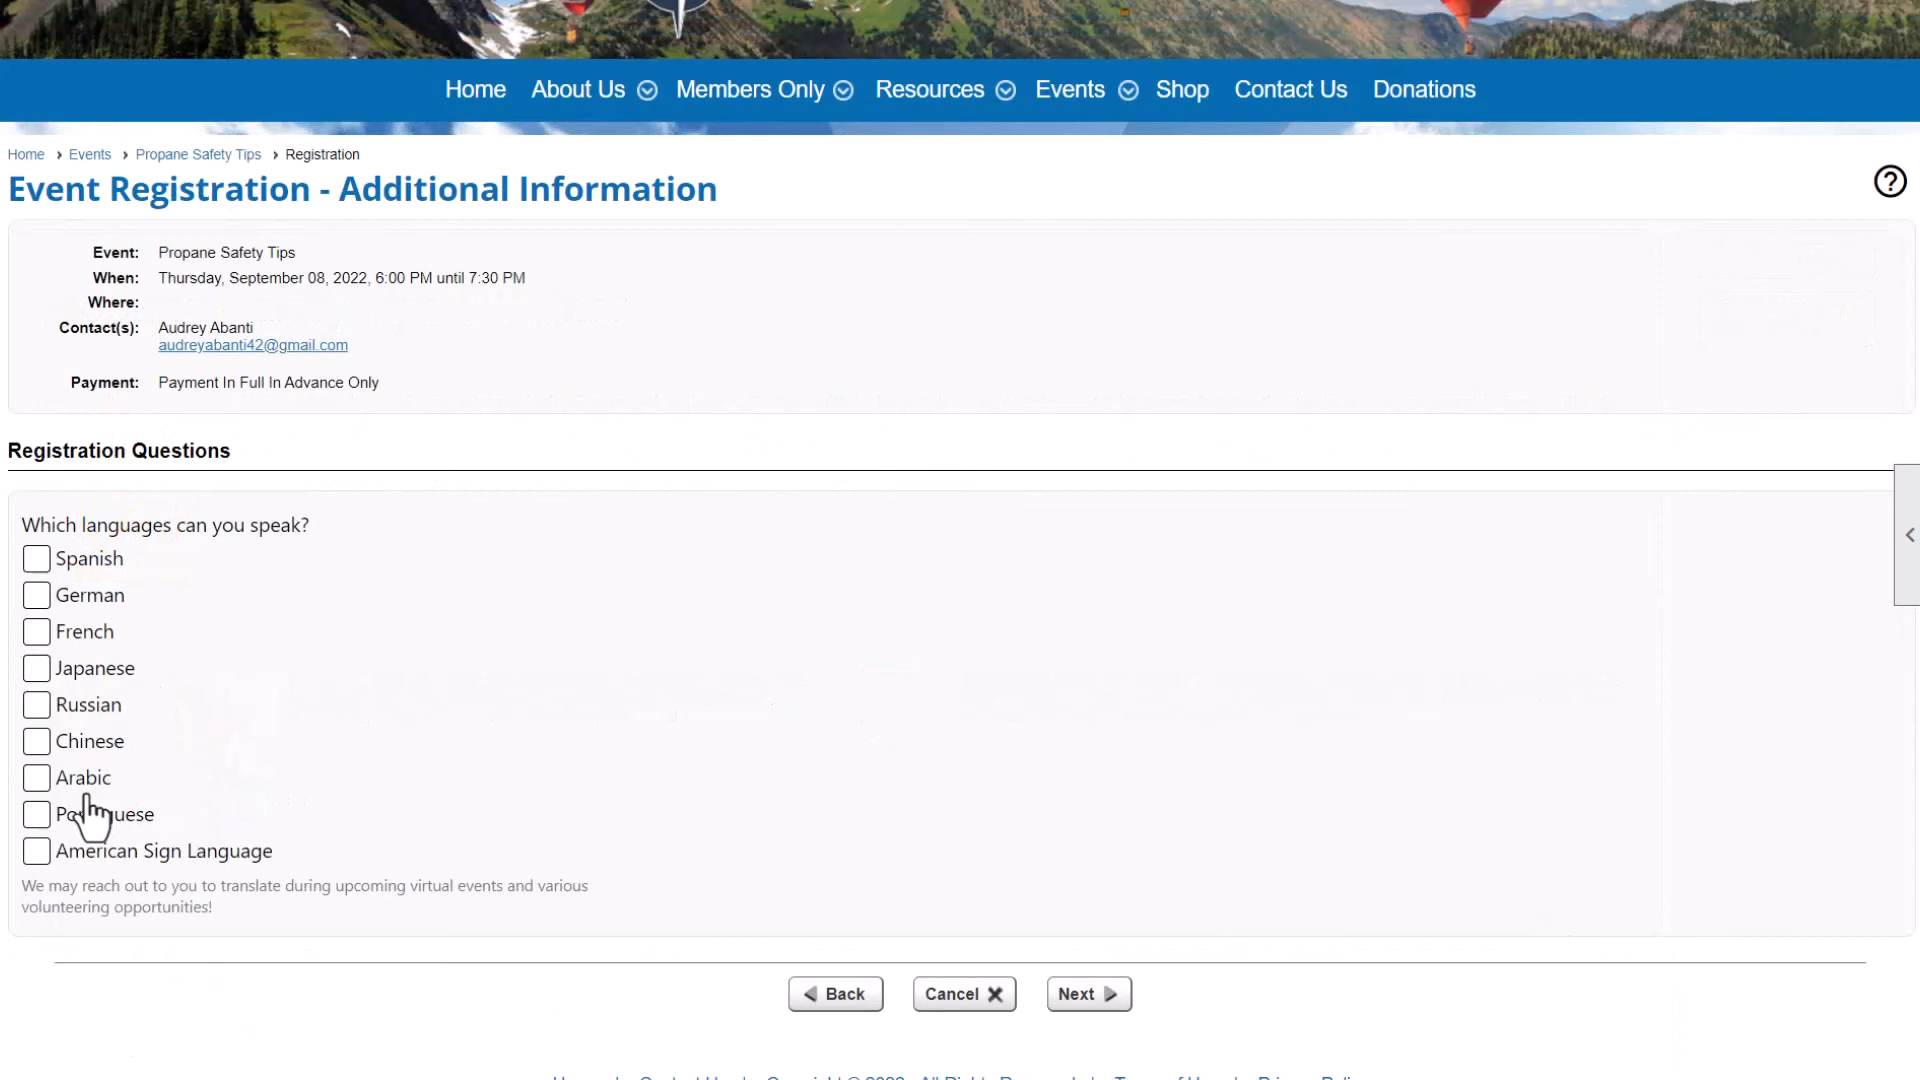 Home About Us Members Only Resources Events Shop Contact Us Donations
Home › Events › Propane Safety Tips › Registration
Event Registration - Additional Information
Event: Propane Safety Tips
When: Thursday, September 08, 2022, 6:00 PM until 7:30 PM
Where:
Contact(s): Audrey Abanti
audreyabanti42@gmail.com
Payment: Payment In Full In Advance Only
Registration Questions
Which languages can you speak?
Spanish
German
French
Japanese
Russian
Chinese
Arabic
American Sign Language
We may reach out to you to translate during upcoming virtual events and various
volunteering opportunities!
Back Cancel Next